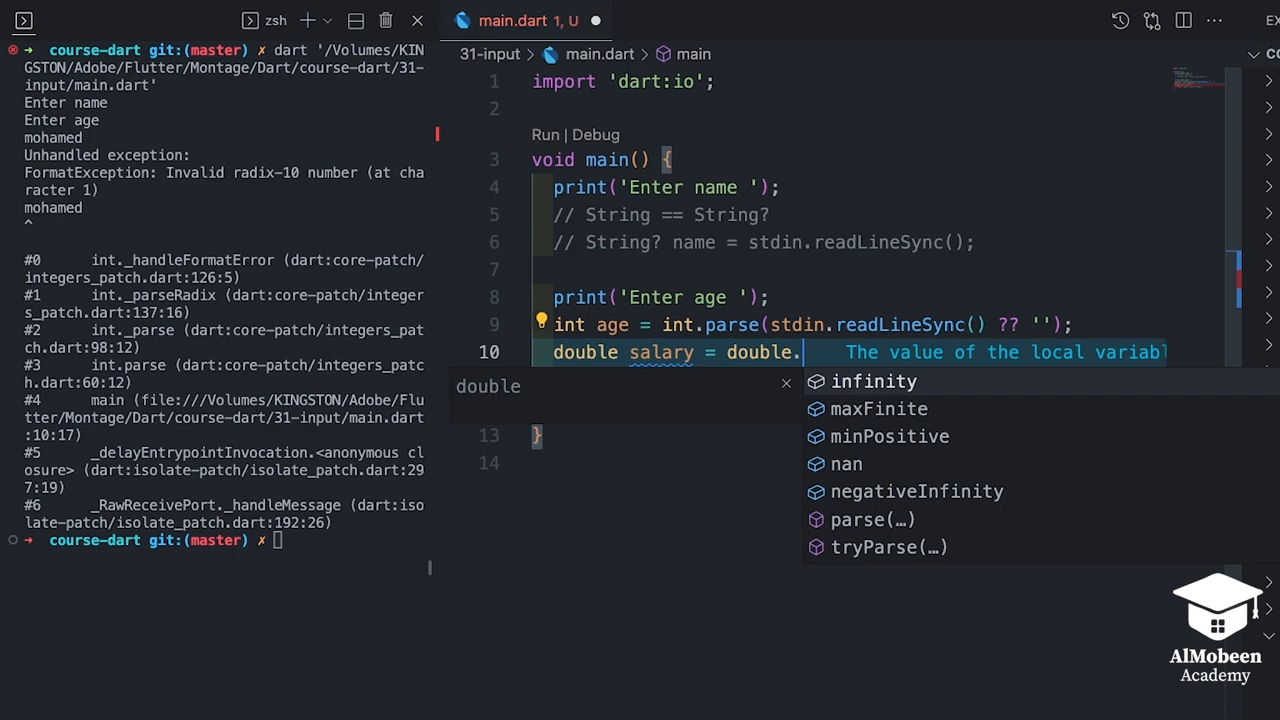 zsh
course-dart git:(master) ✗ dart '/Volumes/KIN
GSTON/Adobe/Flutter/Montage/Dart/course-dart/31-
input/main.dart'
Enter name
Enter age
mohamed
Unhandled exception:
FormatException: Invalid radix-10 number (at cha
racter 1)
mohamed
^
#0      int._handleFormatError (dart:core-patch/
integers_patch.dart:126:5)
#1      int._parseRadix (dart:core-patch/integer
s_patch.dart:137:16)
#2      int._parse (dart:core-patch/integers_pat
ch.dart:98:12)
#3      int.parse (dart:core-patch/integers_patc
h.dart:60:12)
#4      main (file:///Volumes/KINGSTON/Adobe/Flu
tter/Montage/Dart/course-dart/31-input/main.dart
:10:17)
#5      _delayEntrypointInvocation.<anonymous cl
osure> (dart:isolate-patch/isolate_patch.dart:29
7:19)
#6      _RawReceivePort._handleMessage (dart:iso
late-patch/isolate_patch.dart:192:26)
course-dart git:(master) ✗
main.dart 1, U
EX
31-input > main.dart > main
CO
1 import 'dart:io';
2
Run | Debug
3 void main() {
4 print('Enter name ');
5 // String == String?
6 // String? name = stdin.readLineSync();
7
8 print('Enter age ');
9 int age = int.parse(stdin.readLineSync() ?? '');
10 double salary = double. The value of the local variabl
double
infinity
maxFinite
minPositive
nan
negativeInfinity
parse(…)
tryParse(…)
13 }
14
AlMobeen
Academy